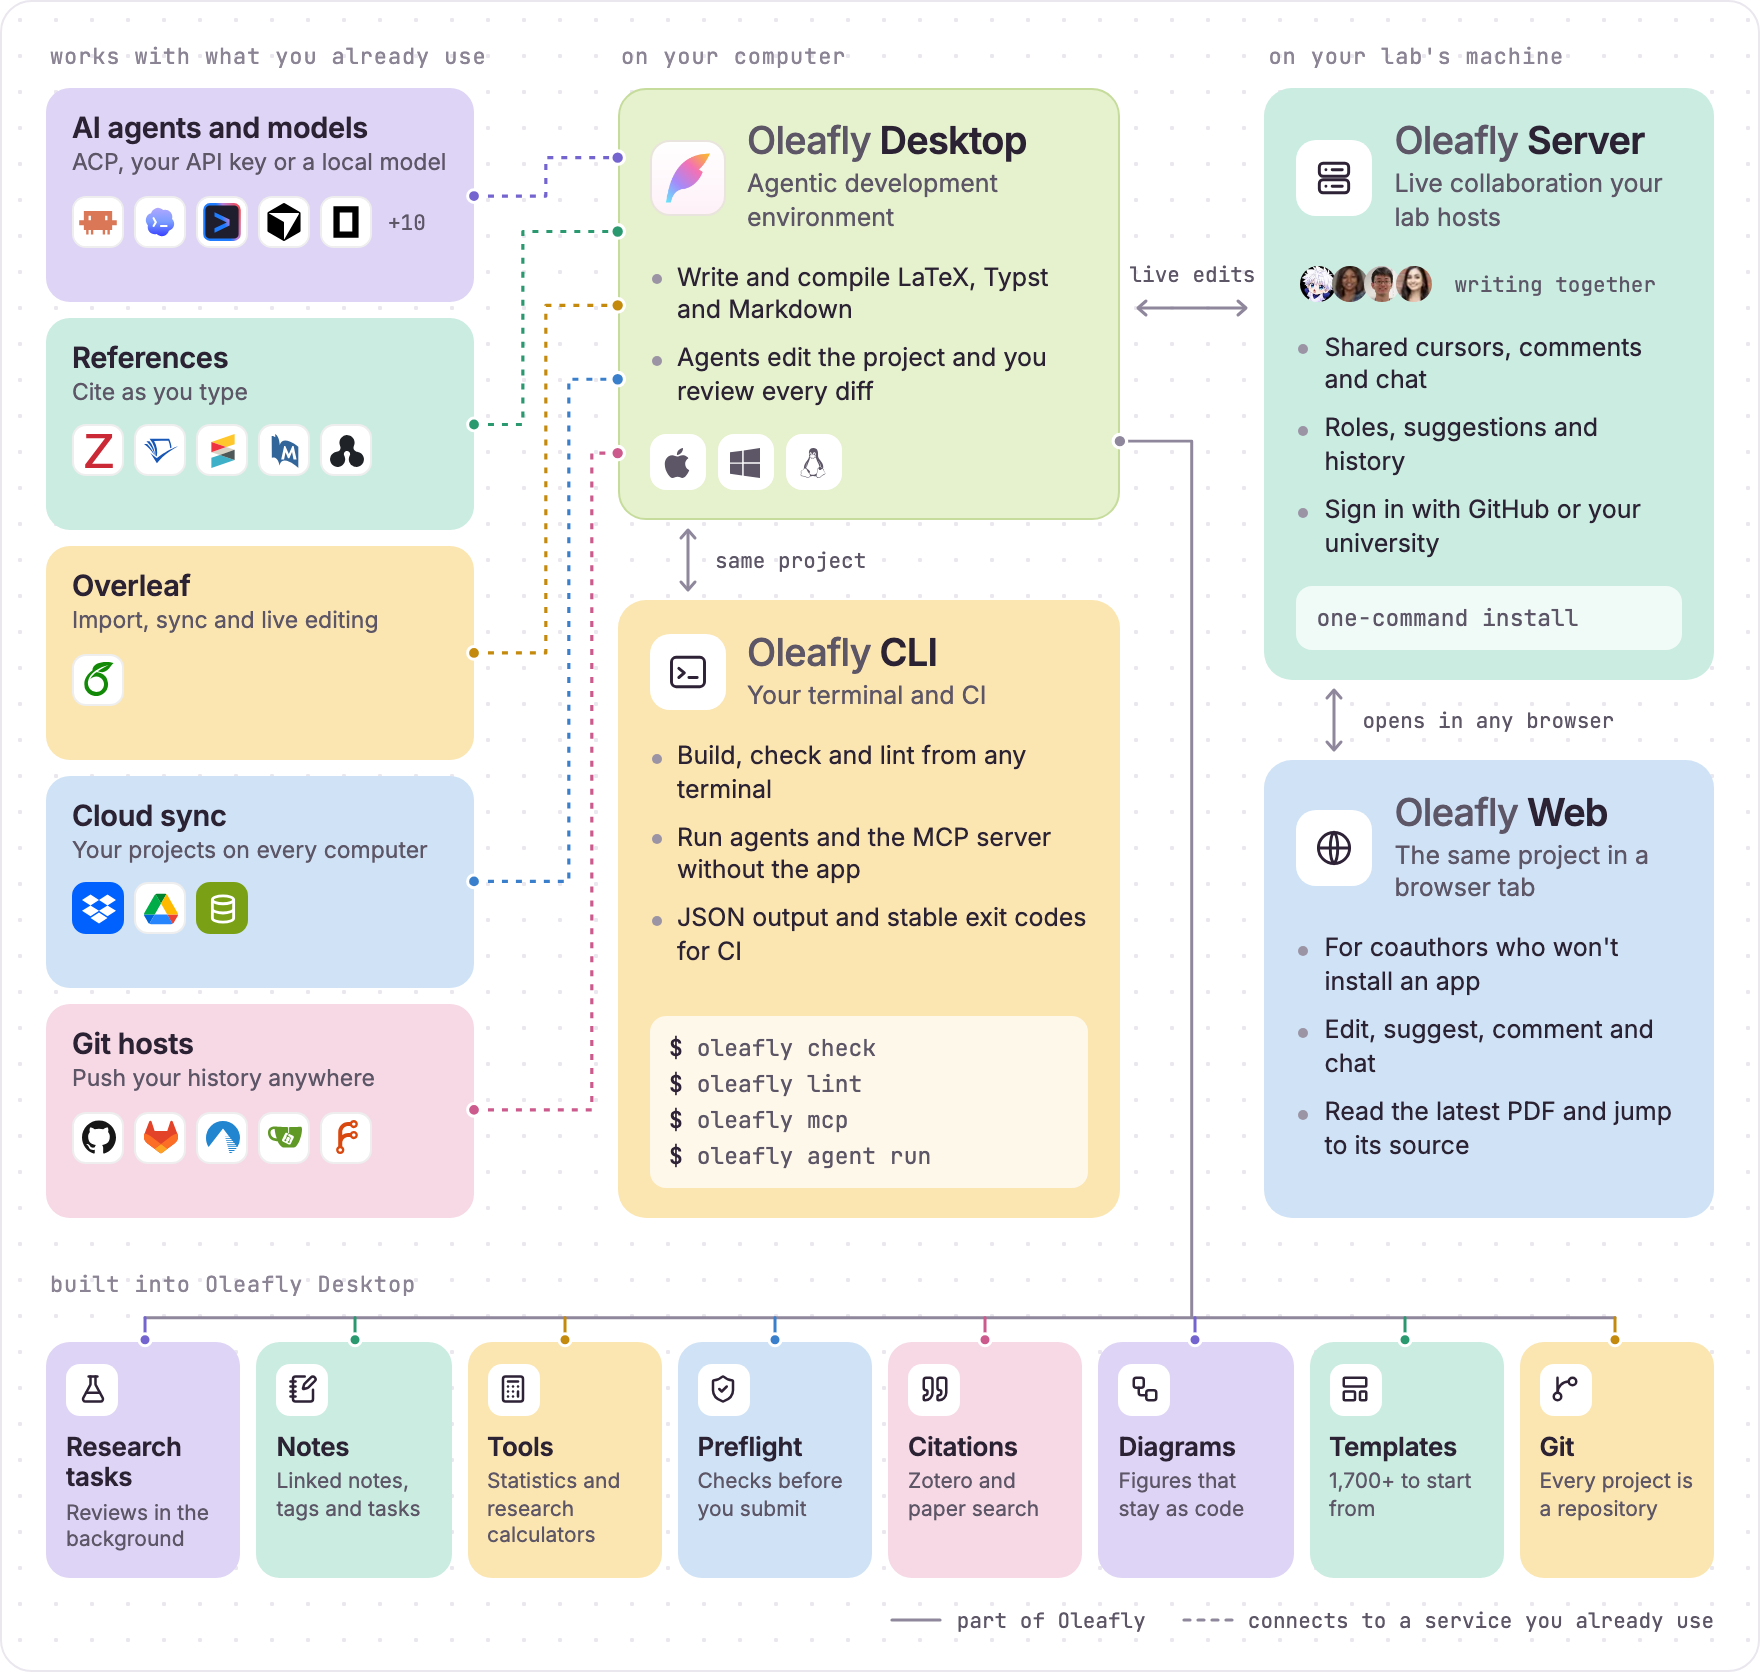 works with what you already use
AI agents and models
ACP, your API key or a local model
+10
References
Cite as you type
Overleaf
Import, sync and live editing
Cloud sync
Your projects on every computer
Git hosts
Push your history anywhere
on your computer
Oleafly Desktop
Agentic development
environment
Write and compile LaTeX, Typst
and Markdown
Agents edit the project and you
review every diff
same project
Oleafly CLI
Your terminal and CI
Build, check and lint from any
terminal
Run agents and the MCP server
without the app
JSON output and stable exit codes
for CI
$ oleafly check
$ oleafly lint
$ oleafly mcp
$ oleafly agent run
live edits
on your lab's machine
Oleafly Server
Live collaboration your
lab hosts
writing together
Shared cursors, comments
and chat
Roles, suggestions and
history
Sign in with GitHub or your
university
one-command install
opens in any browser
Oleafly Web
The same project in a
browser tab
For coauthors who won't
install an app
Edit, suggest, comment and
chat
Read the latest PDF and jump
to its source
built into Oleafly Desktop
Research
tasks
Reviews in the
background
Notes
Linked notes,
tags and tasks
Tools
Statistics and
research
calculators
Preflight
Checks before
you submit
Citations
Zotero and
paper search
Diagrams
Figures that
stay as code
Templates
1,700+ to start
from
Git
Every project is
a repository
part of Oleafly
connects to a service you already use